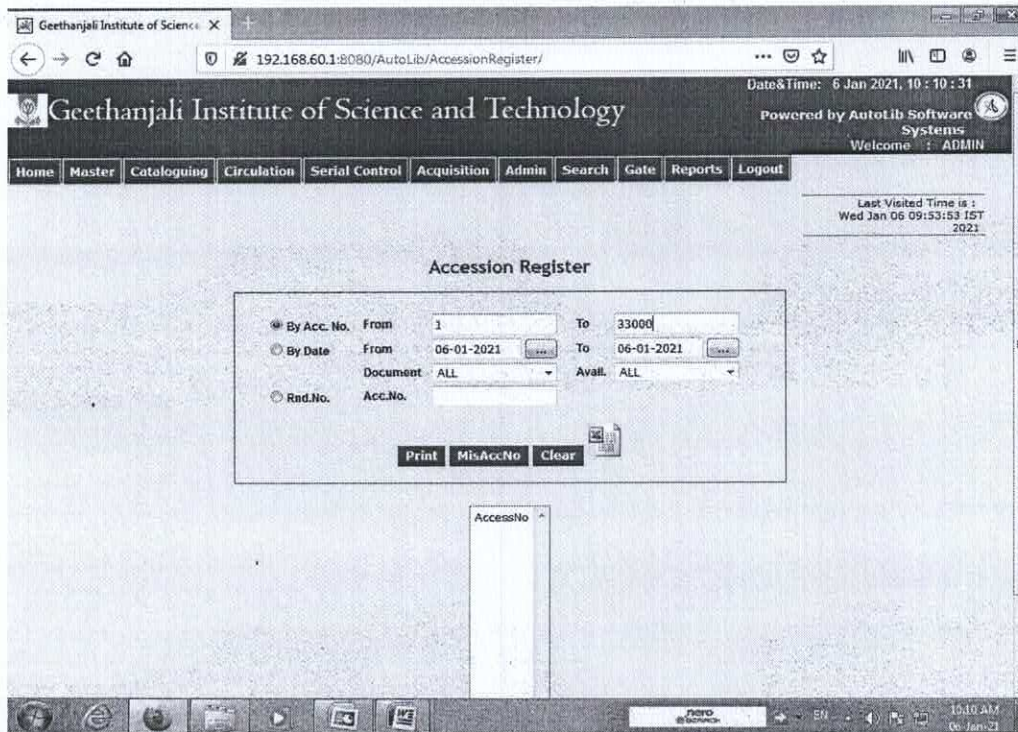 Geethanjali Institute of Science X
192.168.60.1:8080/AutoLib/AccessionRegister/
Date&Time: 6 Jan 2021, 10 : 10 : 31
Geethanjali Institute of Science and Technology
Powered by AutoLib Software Systems
Welcome : ADMIN
Home Master Cataloguing Circulation Serial Control Acquisition Admin Search Gate Reports Logout
Last Visited Time is :
Wed Jan 06 09:53:53 IST
2021
Accession Register
By Acc. No. From 1 To 33000
By Date From 06-01-2021 ... To 06-01-2021 ...
Document ALL Avail. ALL
Rnd.No. Acc.No.
Print MisAccNo Clear
AccessNo
nero
EN
10:10 AM
06-Jan-21